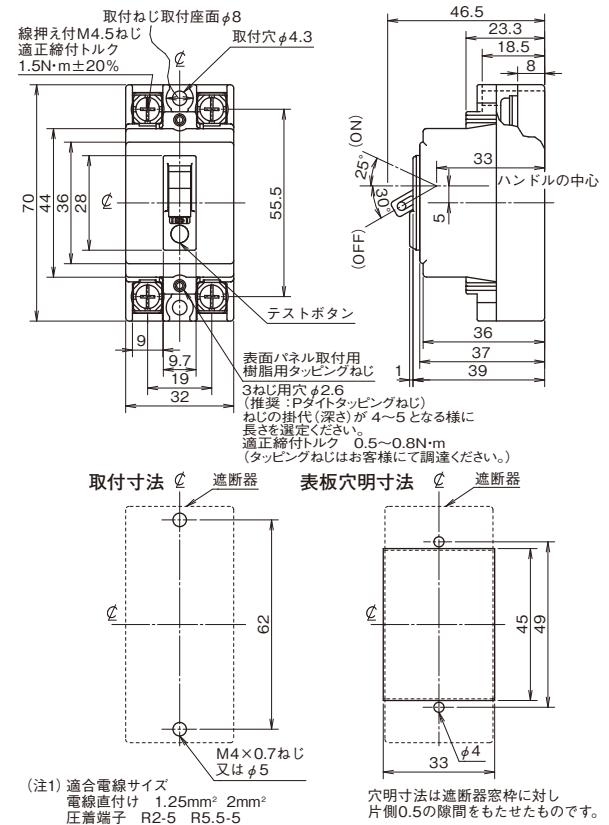 取付ねじ取付座面φ8
線押え付M4.5ねじ
適正締付トルク
1.5N·m±20%
取付穴φ4.3
℄
46.5
23.3
18.5
8
70
44
36
28
℄
55.5
25°(ON)
30°
(OFF)
33
ハンドルの中心
5
テストボタン
9
9.7
19
32
36
37
39
1
表面パネル取付用
樹脂用タッピングねじ
3ねじ用穴φ2.6
(推奨:Pタイトタッピングねじ)
ねじの掛代(深さ)が 4〜5 となる様に
長さを選定ください。
適正締付トルク 0.5〜0.8N·m
(タッピングねじはお客様にて調達ください。)
取付寸法
℄
遮断器
℄
62
M4×0.7ねじ
又はφ5
表板穴明寸法
℄
遮断器
℄
45
49
φ4
33
(注1) 適合電線サイズ
電線直付け 1.25mm² 2mm²
圧着端子 R2-5 R5.5-5
穴明寸法は遮断器窓枠に対し
片側0.5の隙間をもたせたものです。